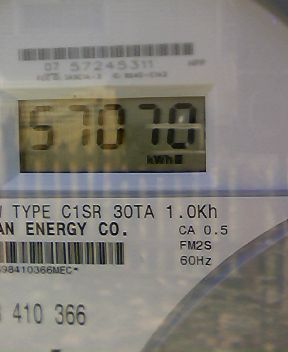 07 57245311
57070
kWh
TYPE C1SR 30TA 1.0Kh
AN ENERGY CO.
CA 0.5
FM2S
60Hz
98410366MEC*
410 366